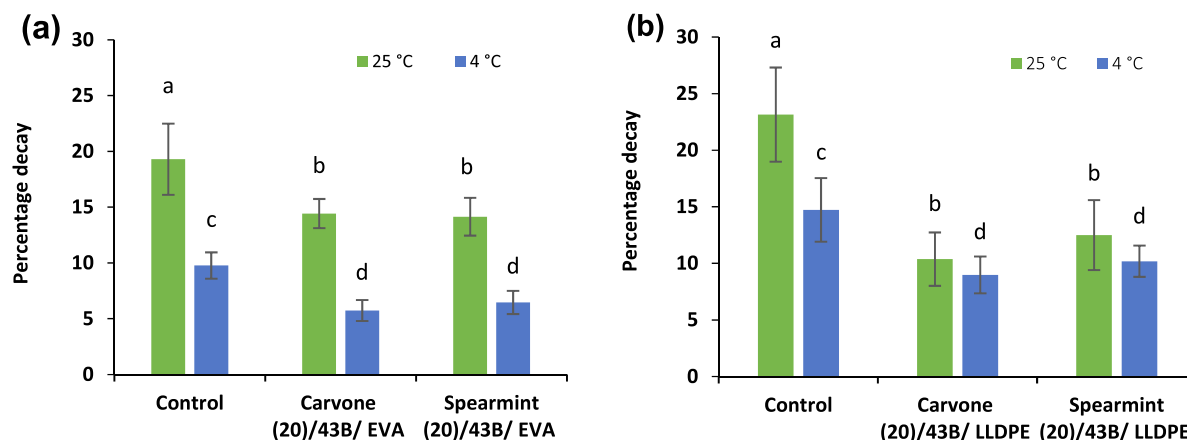 (a)
Percentage decay
30
25
20
15
10
5
0
25 °C 4 °C
a
c
b
d
b
d
Control
Carvone
(20)/43B/ EVA
Spearmint
(20)/43B/ EVA
(b)
Percentage decay
30
25
20
15
10
5
0
25 °C 4 °C
a
c
b
d
b
d
Control
Carvone
(20)/43B/ LLDPE
Spearmint
(20)/43B/ LLDPE